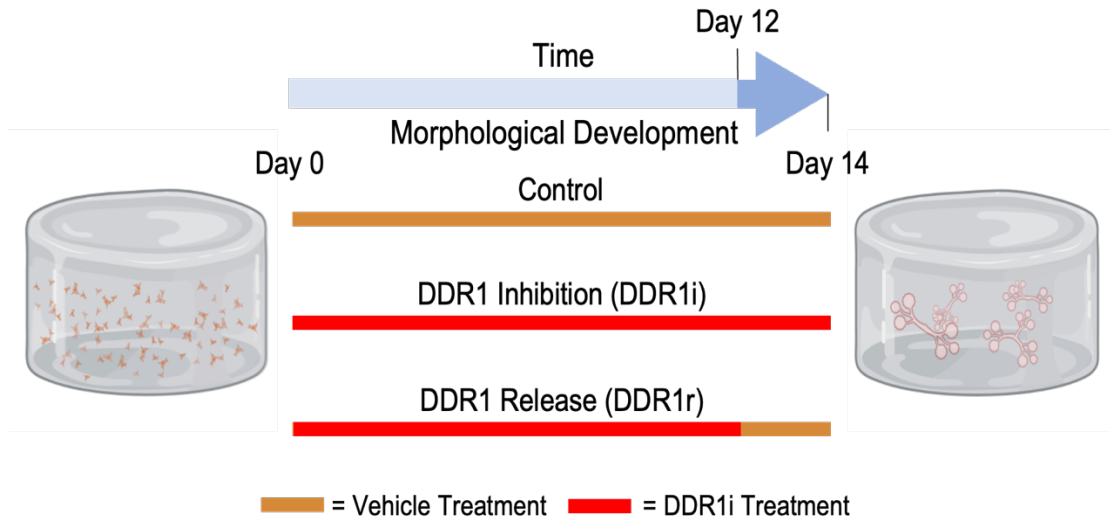 Day 12
Time
Morphological Development
Day 0
Day 14
Control
DDR1 Inhibition (DDR1i)
DDR1 Release (DDR1r)
= Vehicle Treatment
= DDR1i Treatment